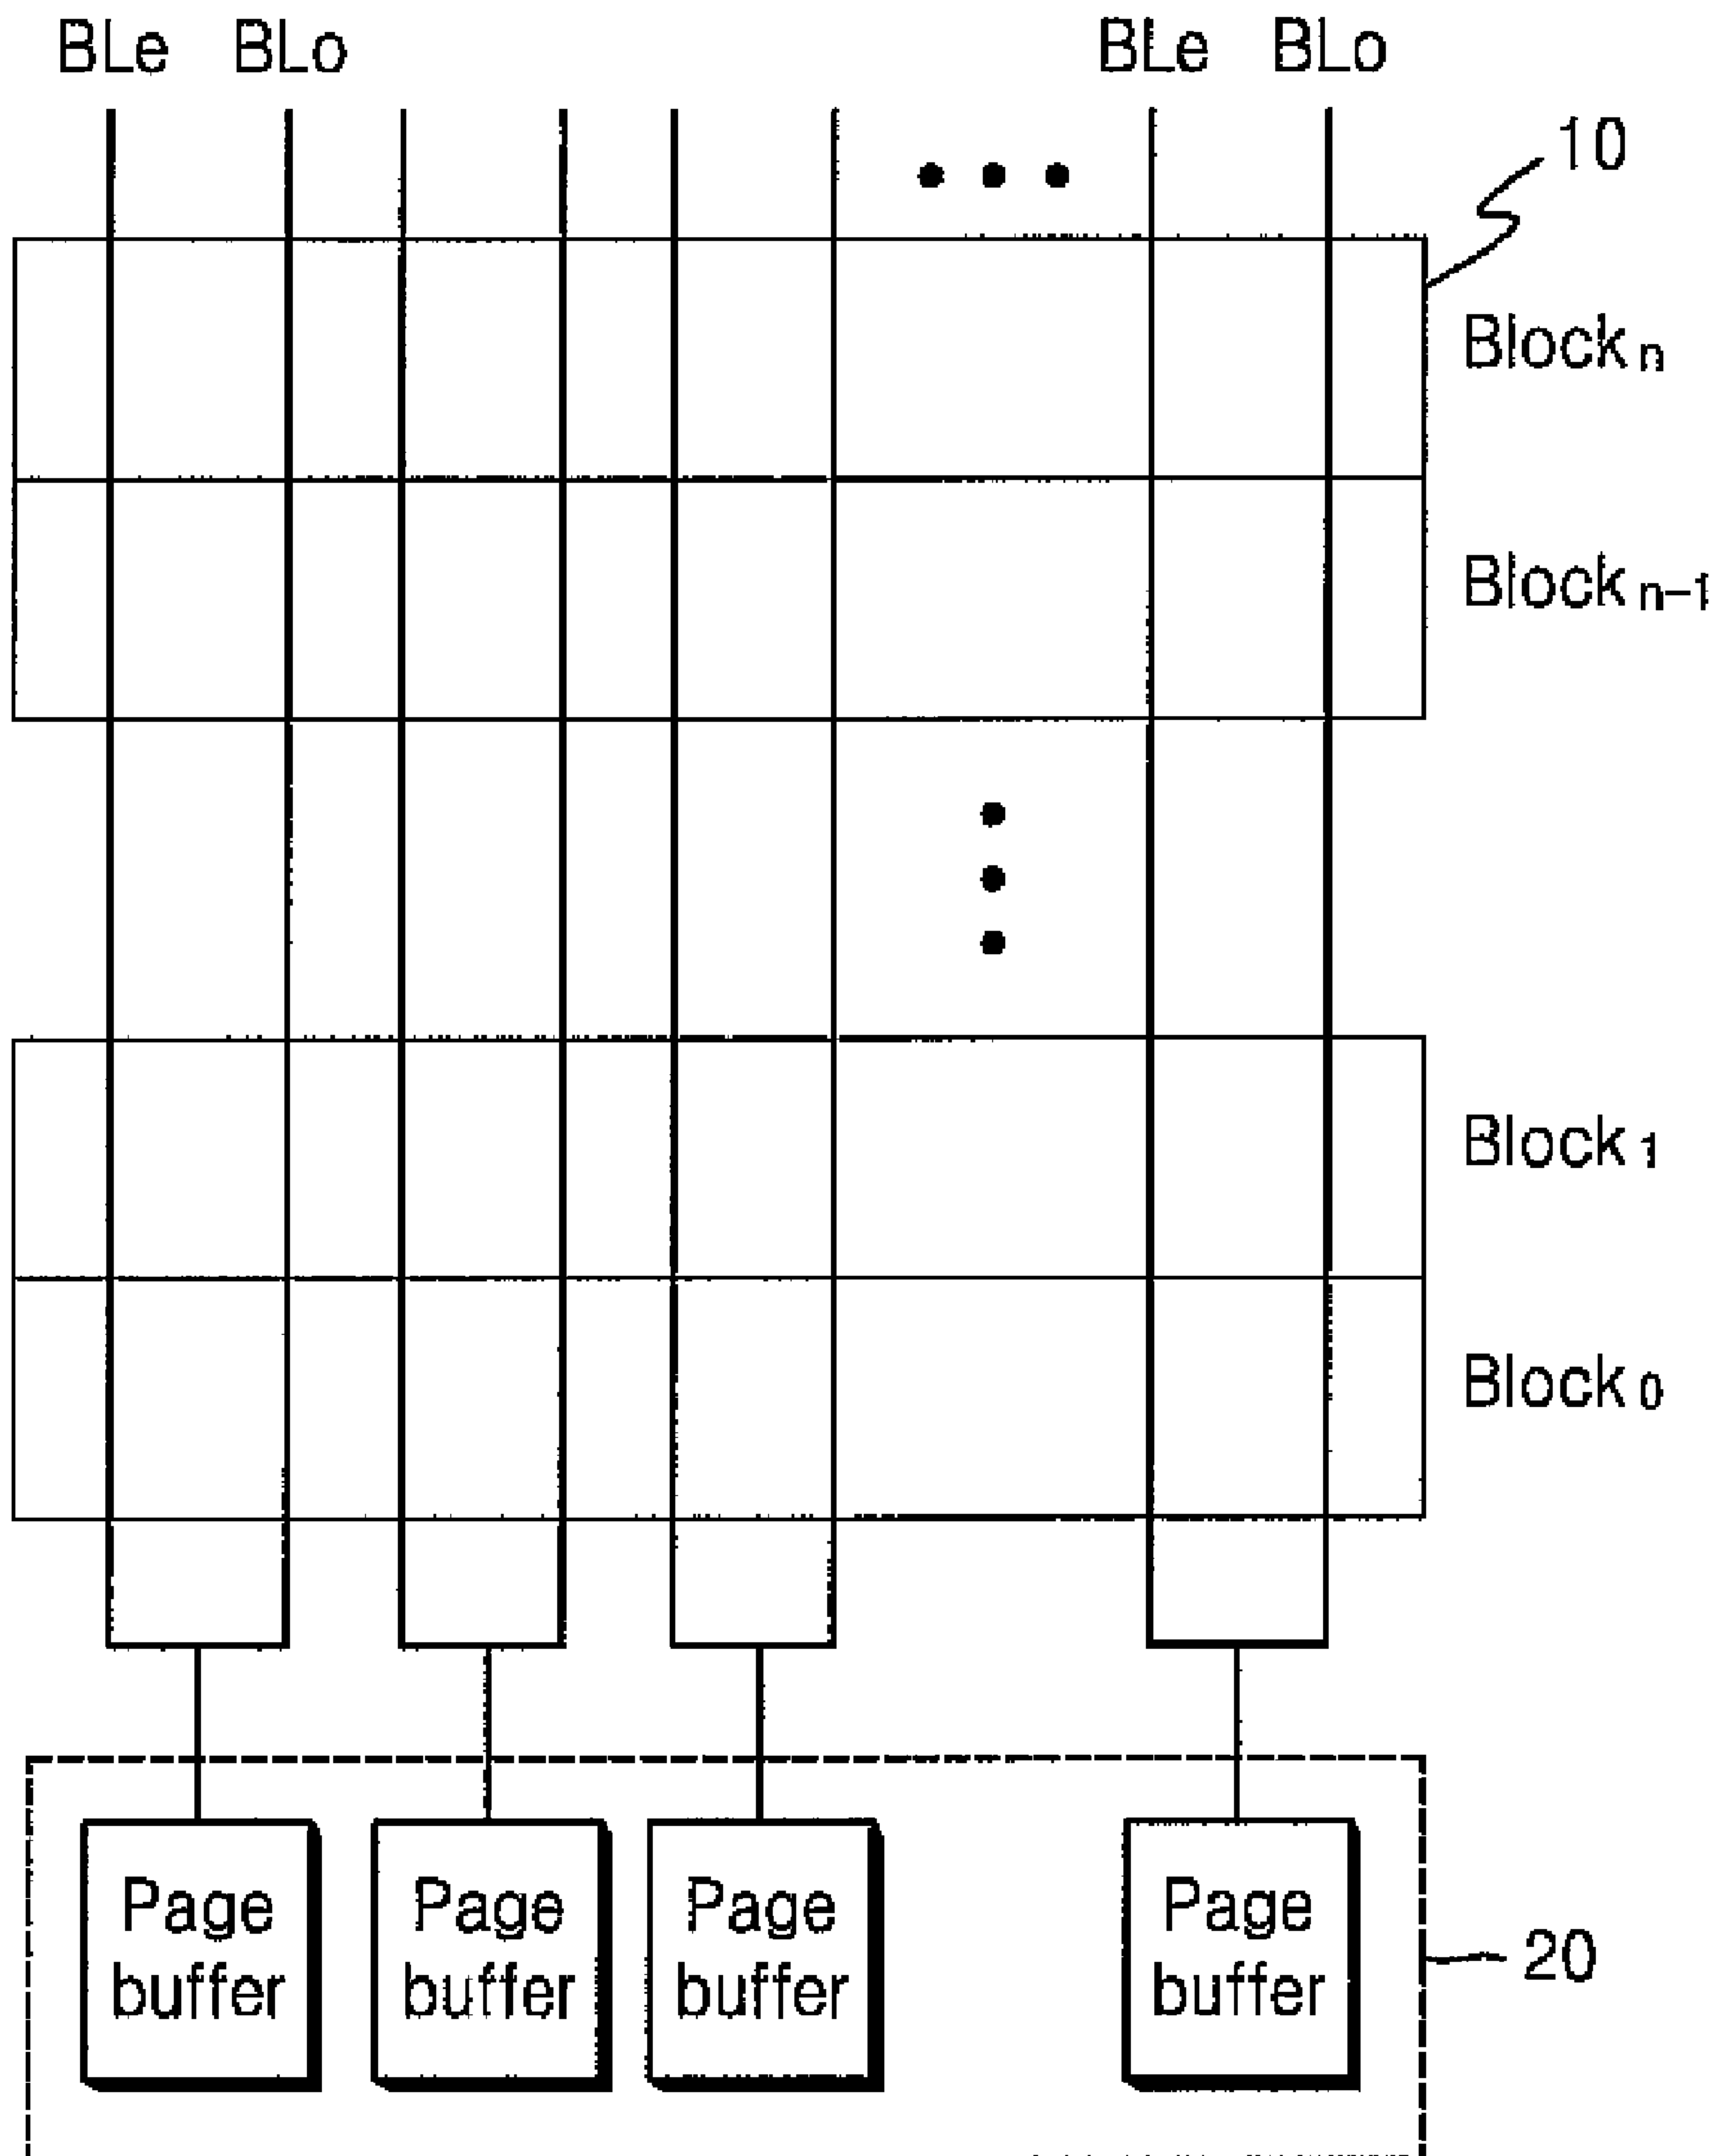 BLe BLo BLe BLo
10
Block n
Block n-1
Block 1
Block 0
Page Page Page Page
buffer buffer buffer buffer
20